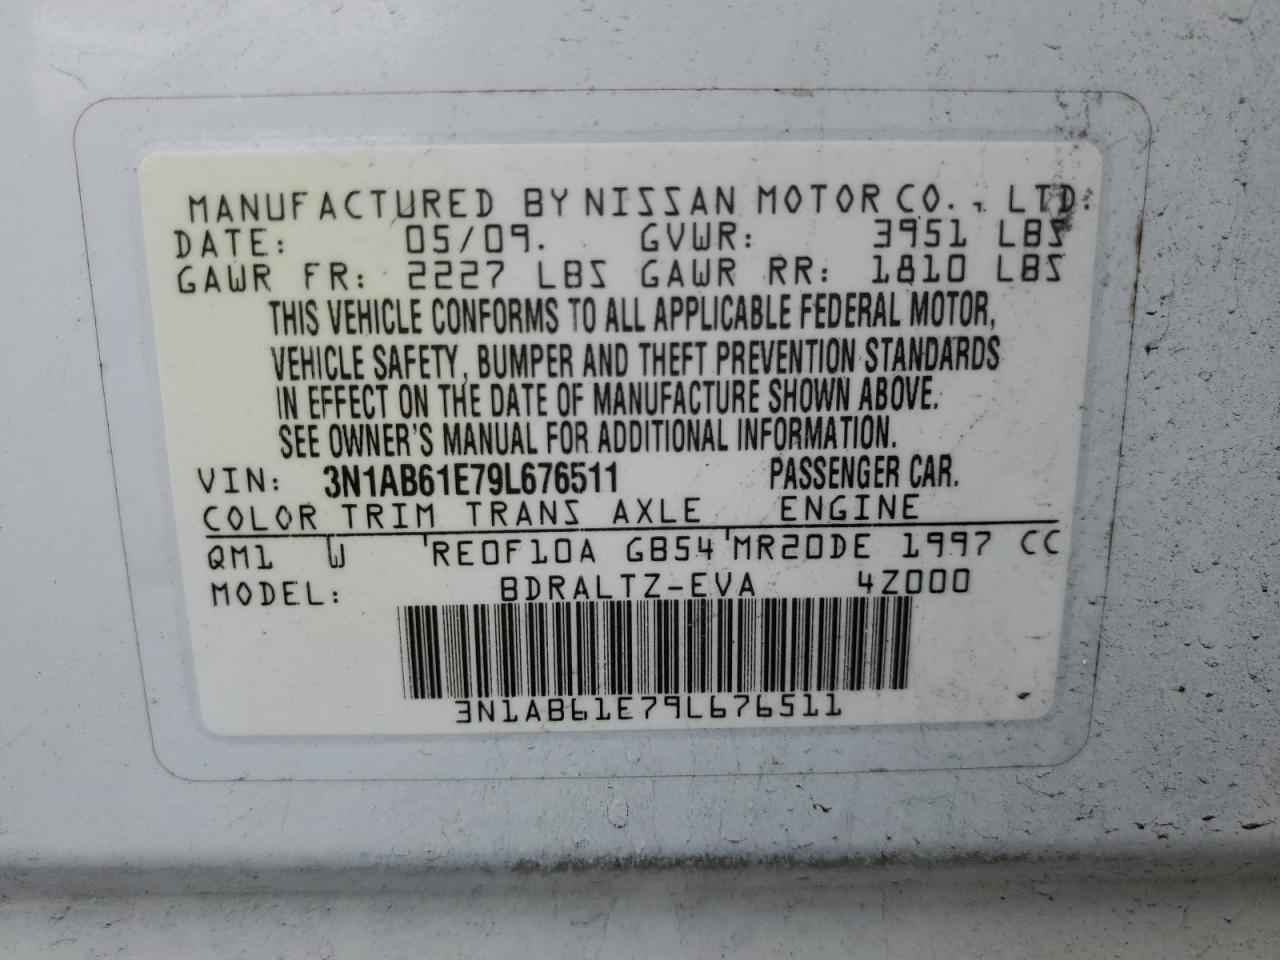 MANUFACTURED BY NISSAN MOTOR CO., LTD.
DATE: 05/09. GVWR: 3951 LBS
GAWR FR: 2227 LBS GAWR RR: 1810 LBS
THIS VEHICLE CONFORMS TO ALL APPLICABLE FEDERAL MOTOR,
VEHICLE SAFETY, BUMPER AND THEFT PREVENTION STANDARDS
IN EFFECT ON THE DATE OF MANUFACTURE SHOWN ABOVE.
SEE OWNER'S MANUAL FOR ADDITIONAL INFORMATION.
VIN: 3N1AB61E79L676511 PASSENGER CAR.
COLOR TRIM TRANS AXLE ENGINE
QM1 W RE0F10A GB54 MR20DE 1997 CC
MODEL: BDRALTZ-EVA 4Z000
3N1AB61E79L676511